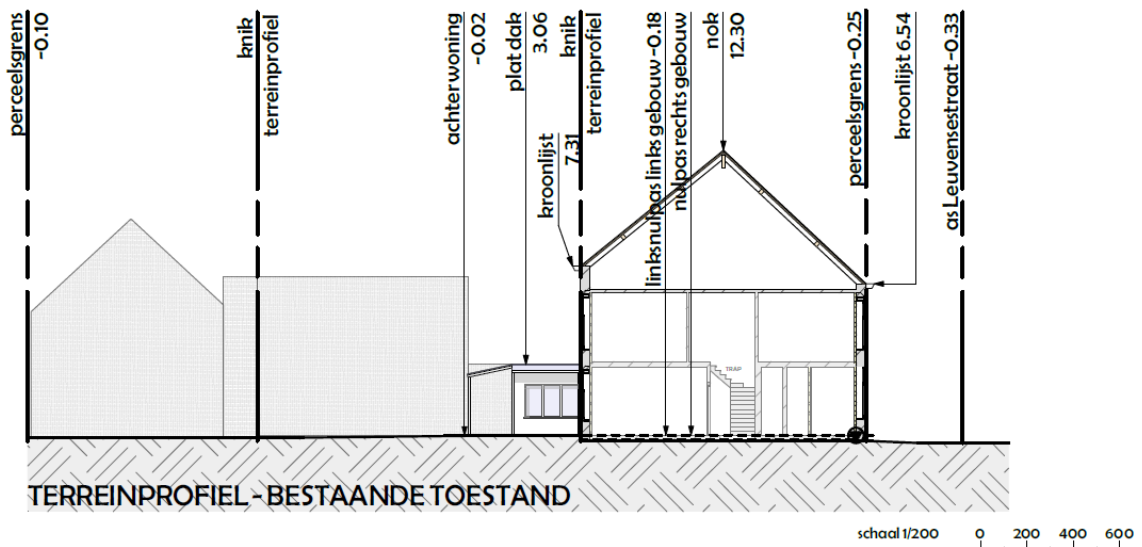 perceelsgrens
-0.10
knik
terreinprofiel
achter woning
-0.02
plat dak
3.06
kroonlijst
7.31
knik
terreinprofiel
linksnulpas links gebouw -0.18
nulpas rechts gebouw
nok
12.30
perceelsgrens -0.25
kroonlijst 6.54
as Leuvensestraat -0.33
TRAP
TERREINPROFIEL - BESTAANDE TOESTAND
schaal 1/200 0 200 400 600